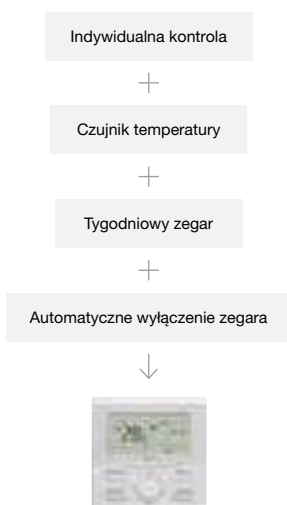 Indywidualna kontrola
+
Czujnik temperatury
+
Tygodniowy zegar
+
Automatyczne wyłączenie zegara